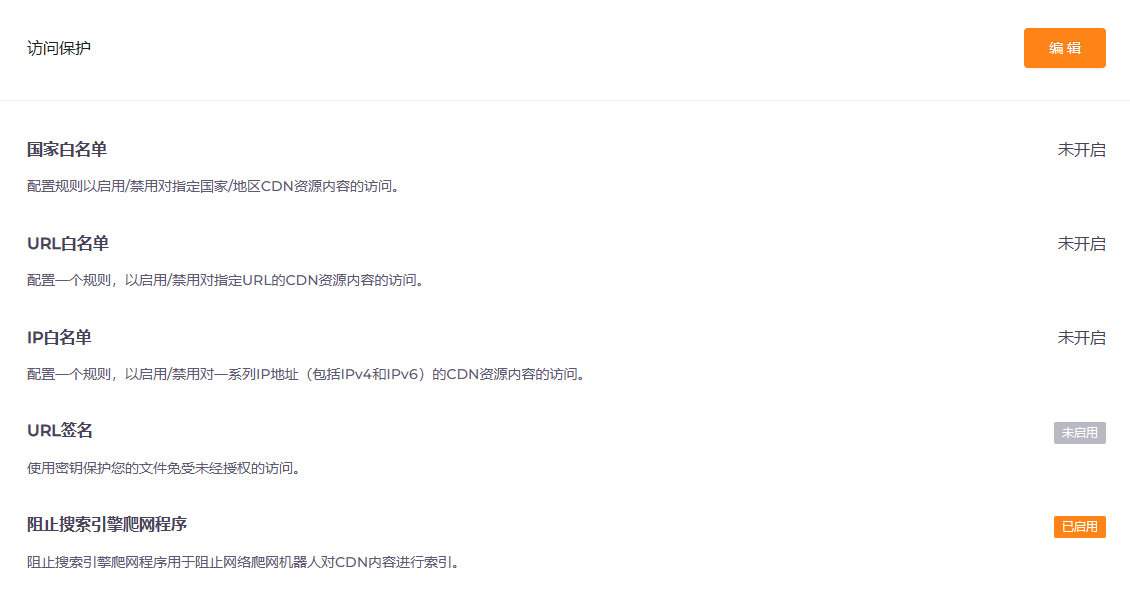 访问保护
编 辑
国家白名单
未开启
配置规则以启用/禁用对指定国家/地区CDN资源内容的访问。
URL白名单
未开启
配置一个规则，以启用/禁用对指定URL的CDN资源内容的访问。
IP白名单
未开启
配置一个规则，以启用/禁用对一系列IP地址（包括IPv4和IPv6）的CDN资源内容的访问。
URL签名
未启用
使用密钥保护您的文件免受未经授权的访问。
阻止搜索引擎爬网程序
已启用
阻止搜索引擎爬网程序用于阻止网络爬网机器人对CDN内容进行索引。